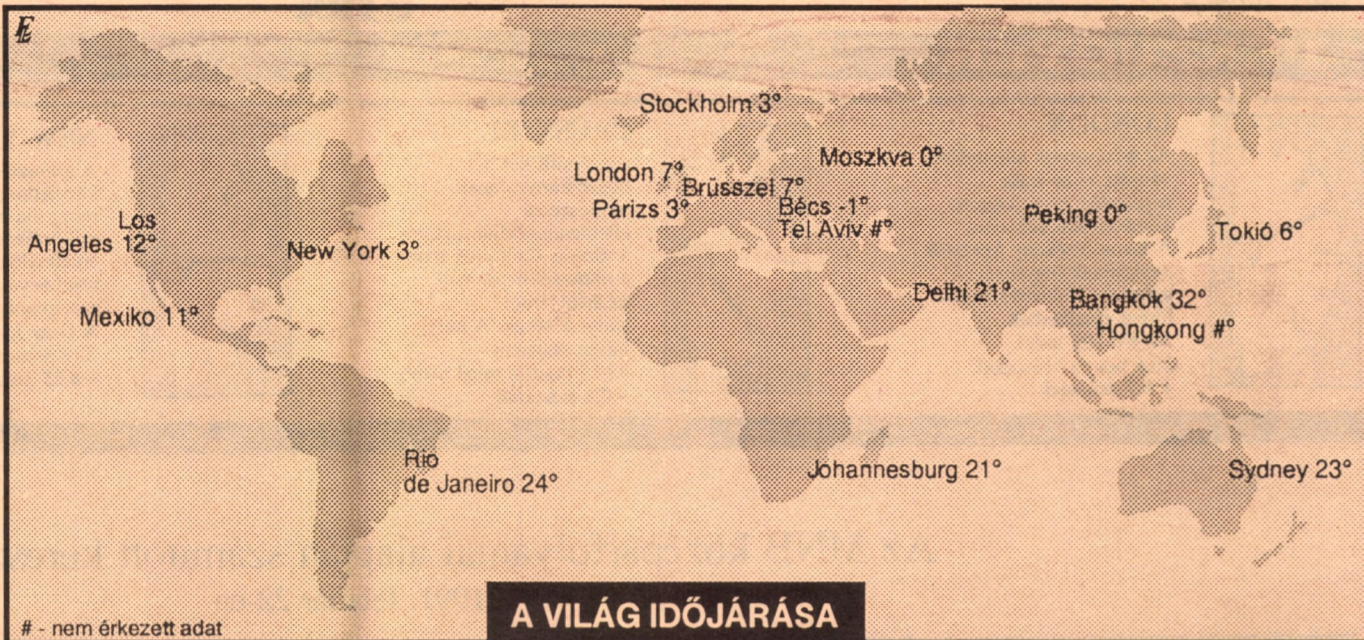 Stockholm 3°
Moszkva 0°
London 7°
Brüsszel 7°
Párizs 3°
Bécs -1°
Tel Aviv #°
Peking 0°
Tokió 6°
Los
Angeles 12°
New York 3°
Mexiko 11°
Delhi 21°
Bangkok 32°
Hongkong #°
Rio
de Janeiro 24°
Johannesburg 21°
Sydney 23°
A VILÁG IDŐJÁRÁSA
# - nem érkezett adat